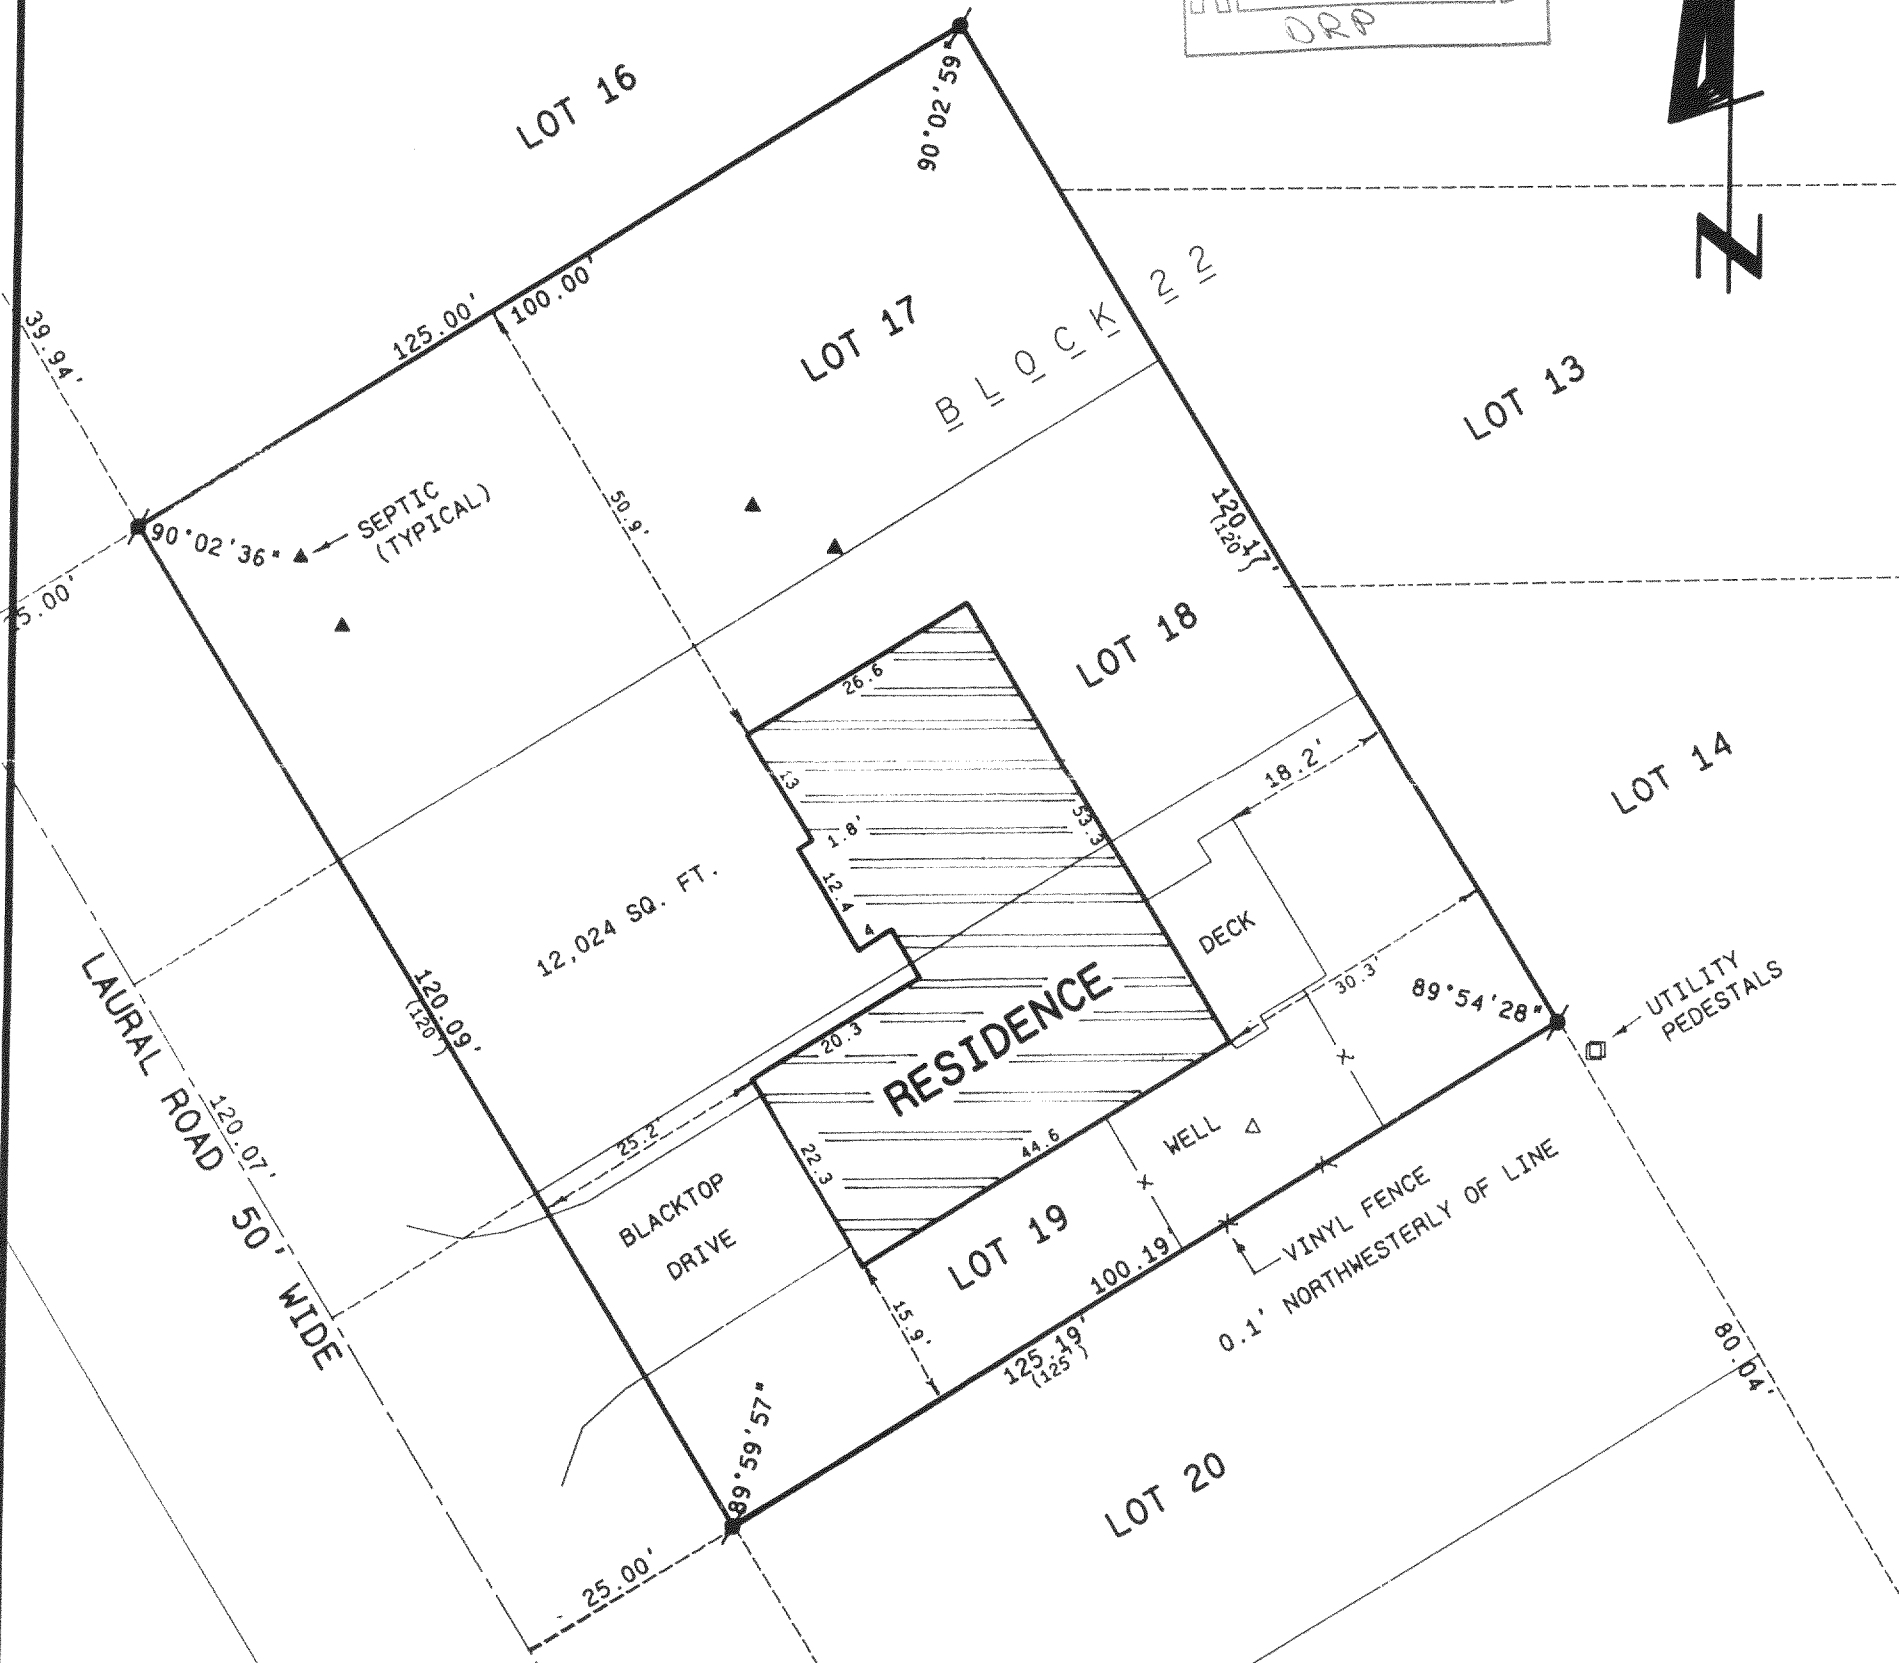 DRP
LOT 16
90°02'59"
125.00'
100.00'
39.94'
LOT 17
BLOCK 22
N
LOT 13
50.9'
SEPTIC
(TYPICAL)
90°02'36"
120.17'
(120')
LOT 18
26.6
18.2'
LOT 14
13
1.8'
53.3
12.4
4
12,024 SQ. FT.
DECK
30.3'
89°54'28"
UTILITY
PEDESTALS
120.09'
(120')
LAURAL ROAD 50' WIDE
120.07'
20.3
RESIDENCE
25.2'
22.3
44.6
WELL
BLACKTOP
DRIVE
LOT 19
100.19'
VINYL FENCE
0.1' NORTHWESTERLY OF LINE
15.9'
125.19'
(125')
80.04'
89°59'57"
LOT 20
25.00'